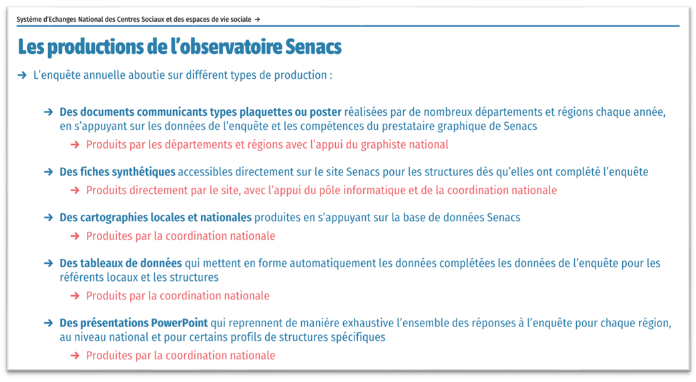 Système d'Echanges National des Centres Sociaux et des espaces de vie sociale →
Les productions de l'observatoire Senacs
→ L'enquête annuelle aboutie sur différent types de production :
→ Des documents communicants types plaquettes ou poster réalisées par de nombreux départements et régions chaque année,
en s'appuyant sur les données de l'enquête et les compétences du prestataire graphique de Senacs
→ Produits par les départements et régions avec l'appui du graphiste national
→ Des fiches synthétiques accessibles directement sur le site Senacs pour les structures dès qu'elles ont complété l'enquête
→ Produits directement par le site, avec l'appui du pôle informatique et de la coordination nationale
→ Des cartographies locales et nationales produites en s'appuyant sur la base de données Senacs
→ Produites par la coordination nationale
→ Des tableaux de données qui mettent en forme automatiquement les données complétées les données de l'enquête pour les
référents locaux et les structures
→ Produits par la coordination nationale
→ Des présentations PowerPoint qui reprennent de manière exhaustive l'ensemble des réponses à l'enquête pour chaque région,
au niveau national et pour certains profils de structures spécifiques
→ Produites par la coordination nationale